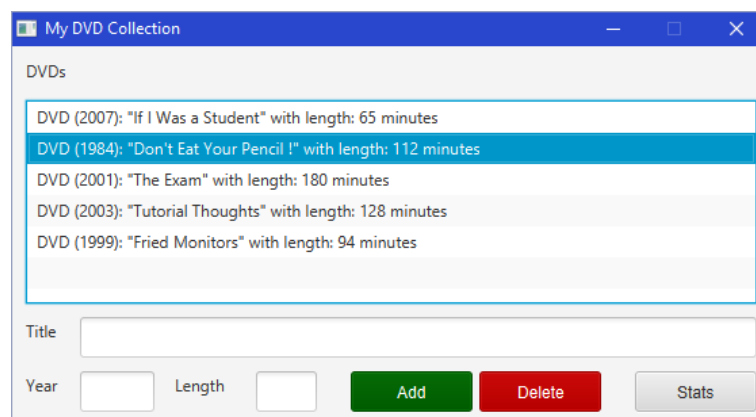 My DVD Collection
DVDs
DVD (2007): "If I Was a Student" with length: 65 minutes
DVD (1984): "Don't Eat Your Pencil !" with length: 112 minutes
DVD (2001): "The Exam" with length: 180 minutes
DVD (2003): "Tutorial Thoughts" with length: 128 minutes
DVD (1999): "Fried Monitors" with length: 94 minutes
Title
Year Length Add Delete Stats